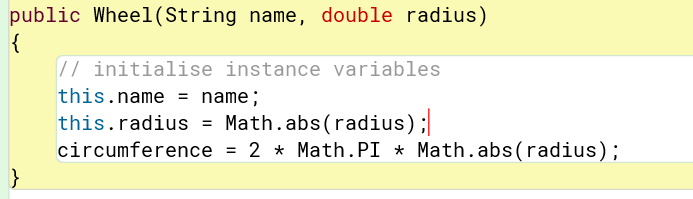 public Wheel(String name, double radius)
{
// initialise instance variables
this.name = name;
this.radius = Math.abs(radius);
circumference = 2 * Math.PI * Math.abs(radius);
}